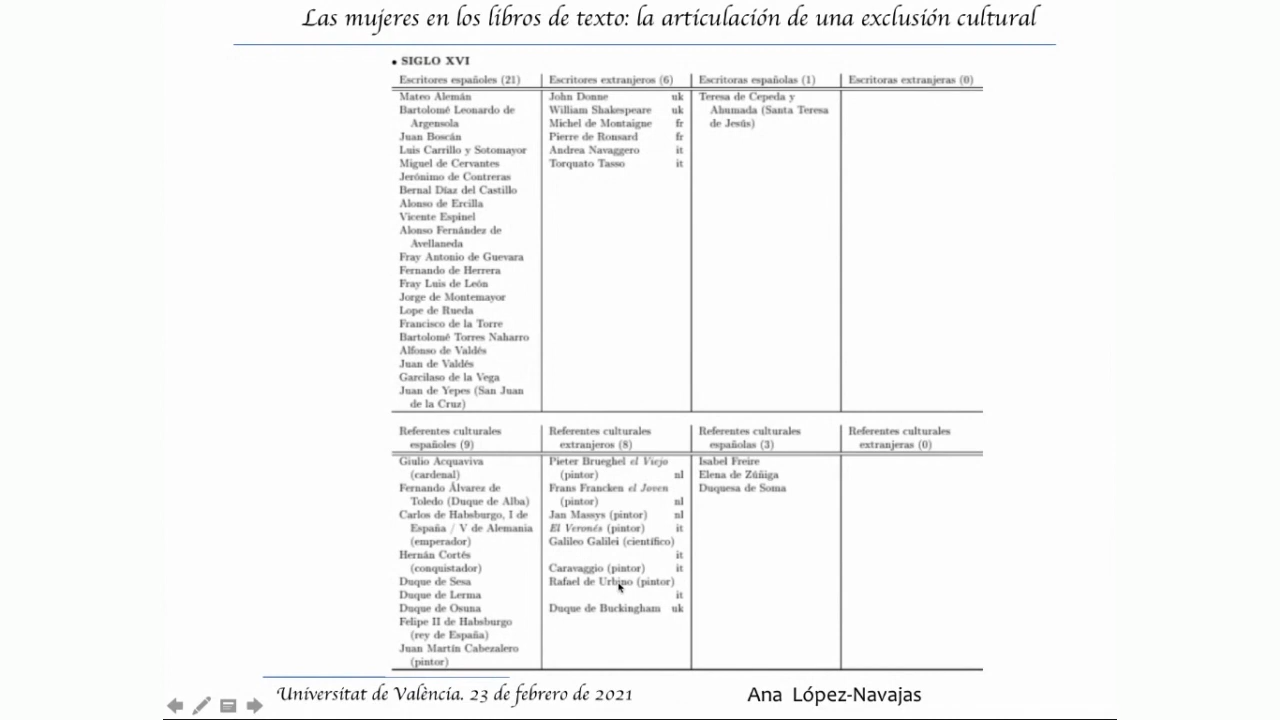 Las mujeres en los libros de texto: la articulación de una exclusión cultural
• SIGLO XVI
Escritores españoles (21)
Mateo Alemán
Bartolomé Leonardo de
Argensola
Juan Boscán
Luis Carrillo y Sotomayor
Miguel de Cervantes
Jerónimo de Contreras
Bernal Díaz del Castillo
Alonso de Ercilla
Vicente Espinel
Alonso Fernández de
Avellaneda
Fray Antonio de Guevara
Fernando de Herrera
Fray Luis de León
Jorge de Montemayor
Lope de Rueda
Francisco de la Torre
Bartolomé Torres Naharro
Alfonso de Valdés
Juan de Valdés
Garcilaso de la Vega
Juan de Yepes (San Juan
de la Cruz)
Escritores extranjeros (6)
John Donne uk
William Shakespeare uk
Michel de Montaigne fr
Pierre de Ronsard fr
Andrea Navaggero it
Torquato Tasso it
Escritoras españolas (1)
Teresa de Cepeda y
Ahumada (Santa Teresa
de Jesús)
Escritoras extranjeras (0)
Referentes culturales
españoles (9)
Giulio Acquaviva
(cardenal)
Fernando Álvarez de
Toledo (Duque de Alba)
Carlos de Habsburgo, I de
España / V de Alemania
(emperador)
Hernán Cortés
(conquistador)
Duque de Sesa
Duque de Lerma
Duque de Osuna
Felipe II de Habsburgo
(rey de España)
Juan Martín Cabezalero
(pintor)
Referentes culturales
extranjeros (8)
Pieter Brueghel el Viejo
(pintor) nl
Frans Francken el Joven
(pintor) nl
Jan Massys (pintor) nl
El Veronés (pintor) it
Galileo Galilei (científico)
it
Caravaggio (pintor) it
Rafael de Urbino (pintor)
it
Duque de Buckingham uk
Referentes culturales
españolas (3)
Isabel Freire
Elena de Zúñiga
Duquesa de Soma
Referentes culturales
extranjeras (0)
Universitat de València. 23 de febrero de 2021
Ana López-Navajas